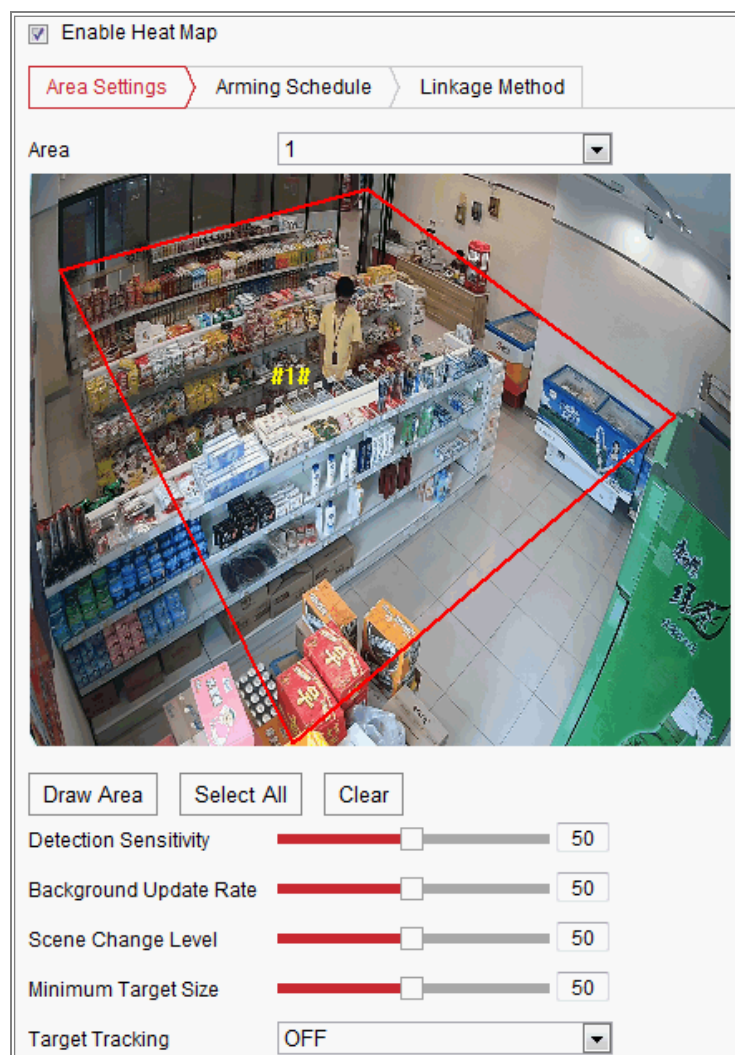 Enable Heat Map
Area Settings
Arming Schedule
Linkage Method
Area
1
#1#
Draw Area
Select All
Clear
Detection Sensitivity
50
Background Update Rate
50
Scene Change Level
50
Minimum Target Size
50
Target Tracking
OFF